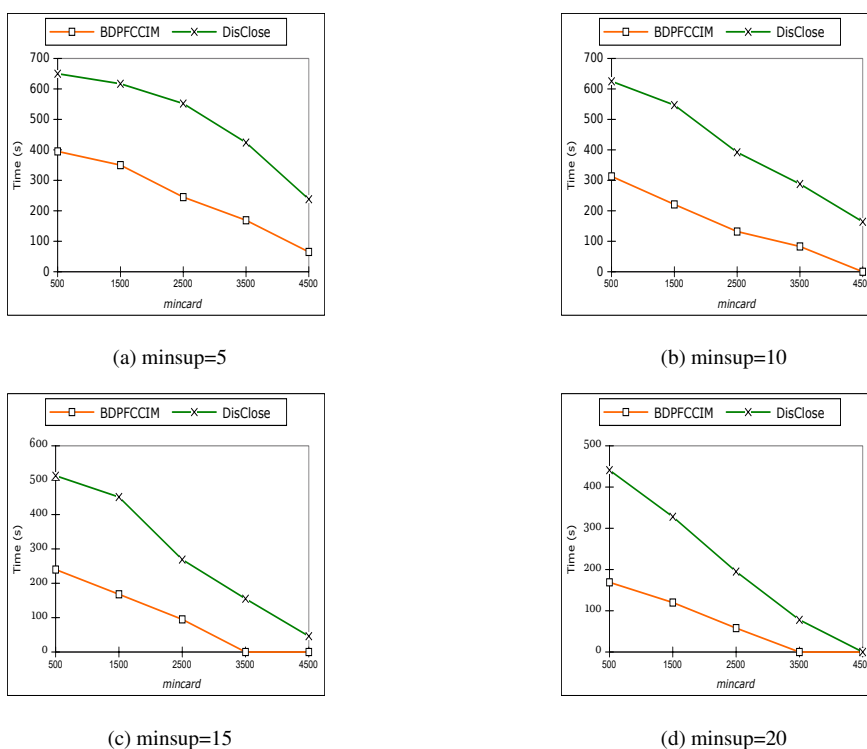 BDPFCCIM DisClose
700
600
500
400
300
200
100
0
Time (s)
500 1500 2500 3500 4500
mincard
(a) minsup=5
BDPFCCIM DisClose
700
600
500
400
300
200
100
0
Time (s)
500 1500 2500 3500 450
mincard
(b) minsup=10
BDPFCCIM DisClose
600
500
400
300
200
100
0
Time (s)
500 1500 2500 3500 4500
mincard
(c) minsup=15
BDPFCCIM DisClose
500
400
300
200
100
0
Time (s)
500 1500 2500 3500 450
mincard
(d) minsup=20